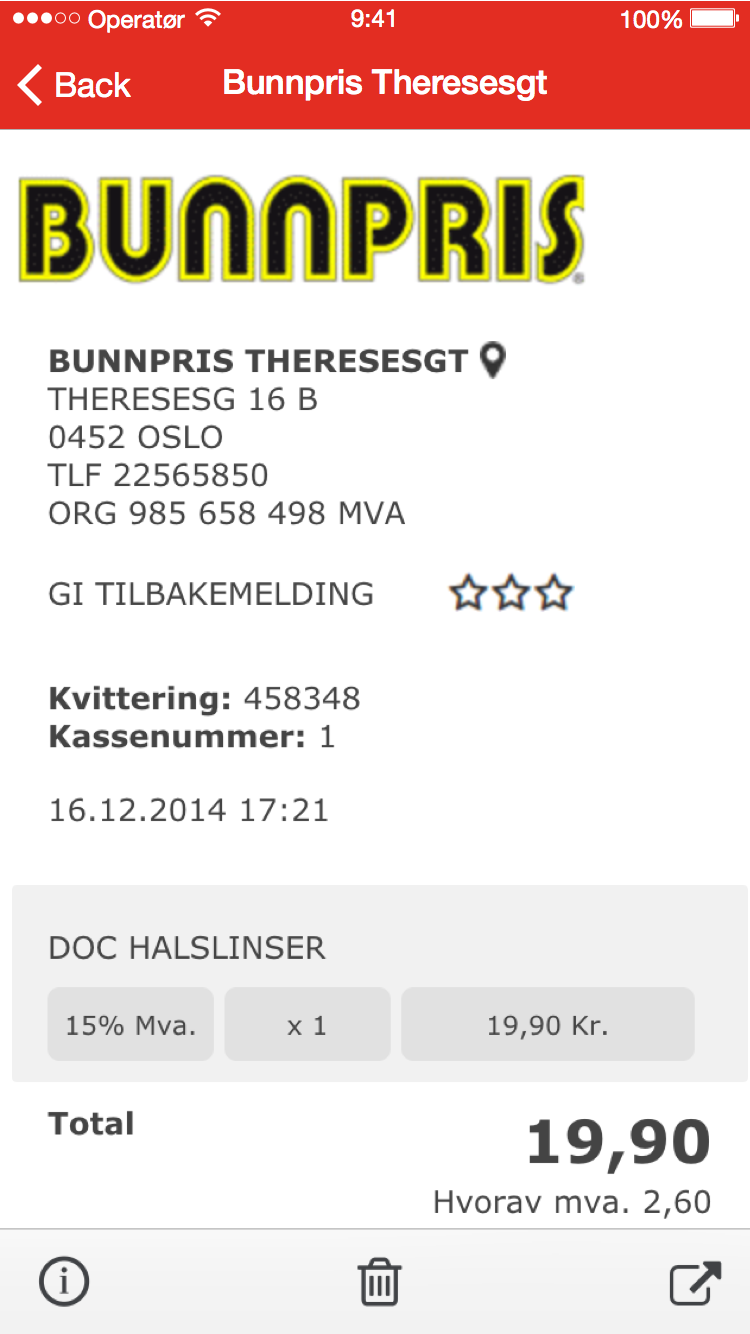 Operatør 9:41 100%
Back Bunnpris Theresesgt
BUNNPRIS®
BUNNPRIS THERESESGT
THERESESG 16 B
0452 OSLO
TLF 22565850
ORG 985 658 498 MVA
GI TILBAKEMELDING
Kvittering: 458348
Kassenummer: 1
16.12.2014 17:21
DOC HALSLINSER
15% Mva. x 1 19,90 Kr.
Total 19,90
Hvorav mva. 2,60